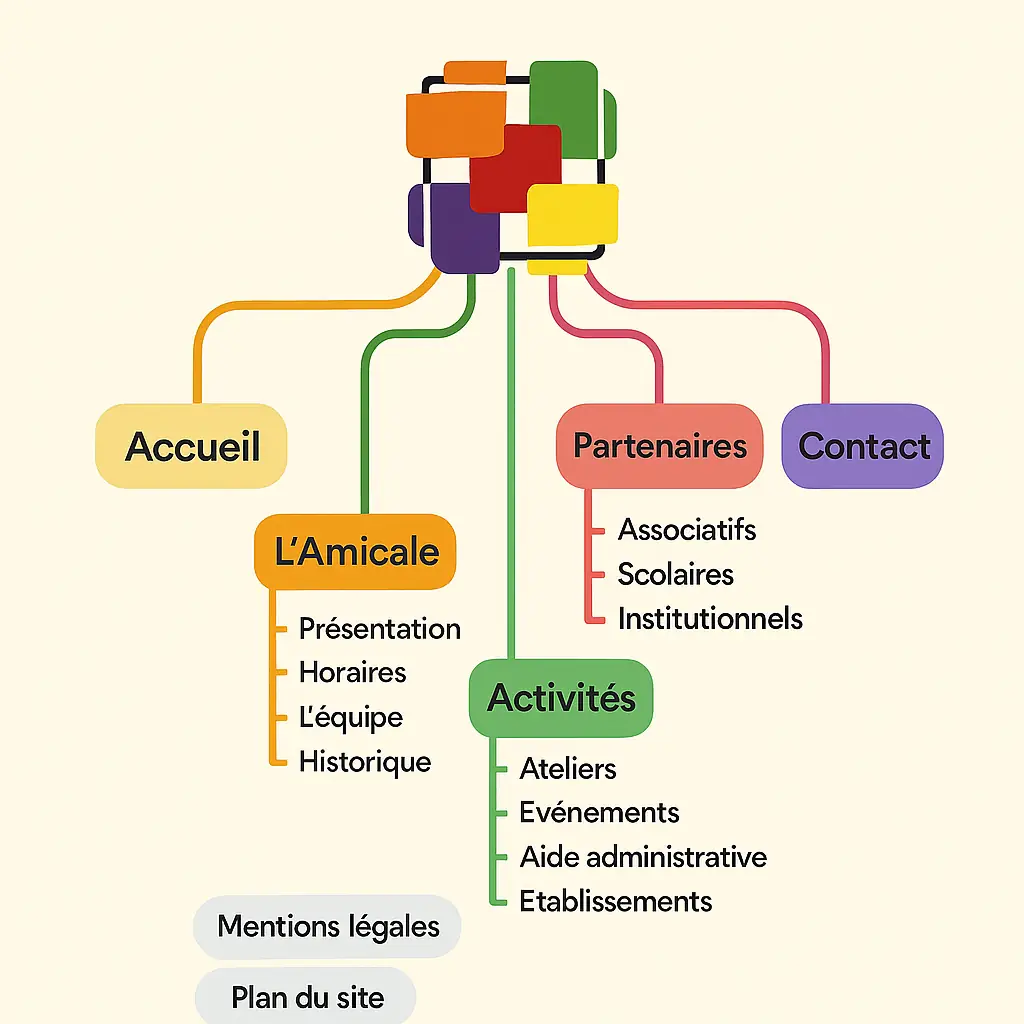 Accueil
L'Amicale
Présentation
Horaires
L'équipe
Historique
Activités
Ateliers
Evénements
Aide administrative
Etablissements
Partenaires
Associatifs
Scolaires
Institutionnels
Contact
Mentions légales
Plan du site